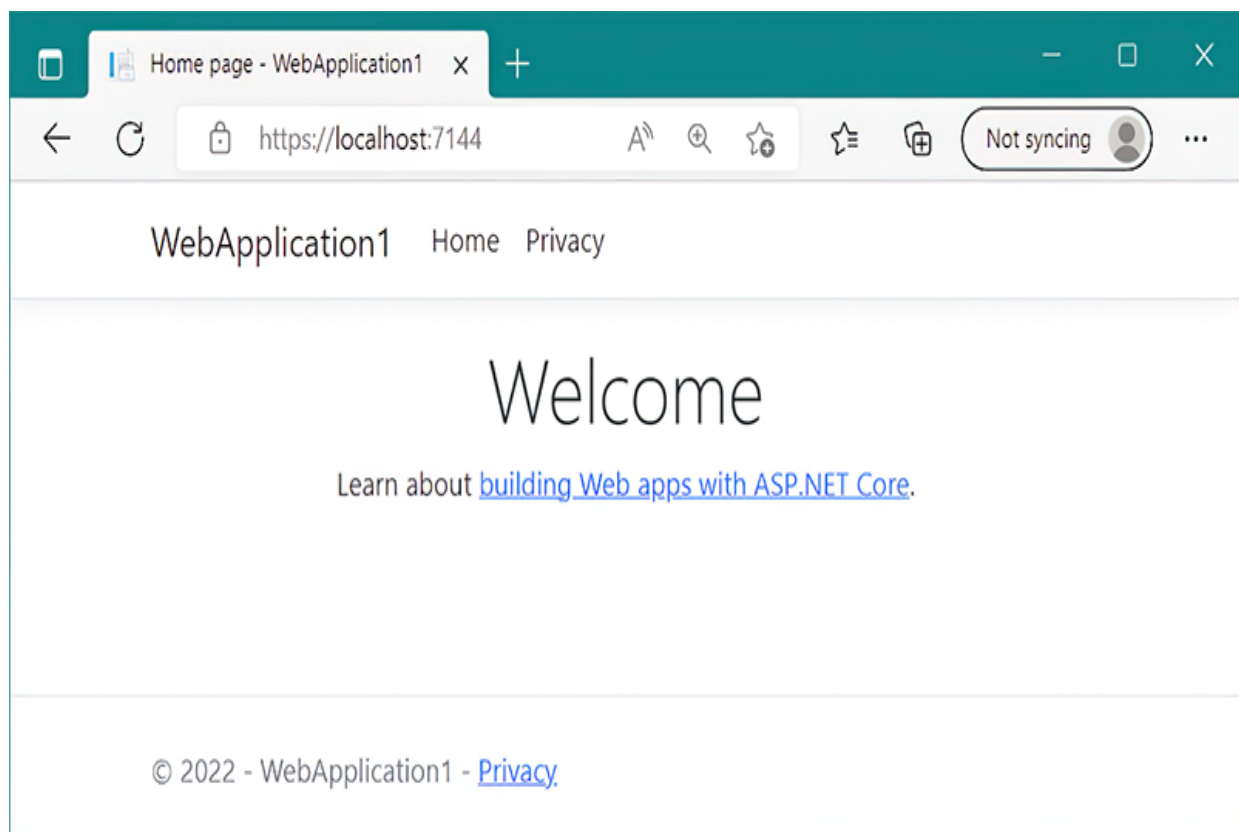 Home page - WebApplication1
https://localhost:7144
Not syncing
WebApplication1 Home Privacy
Welcome
Learn about building Web apps with ASP.NET Core.
© 2022 - WebApplication1 - Privacy